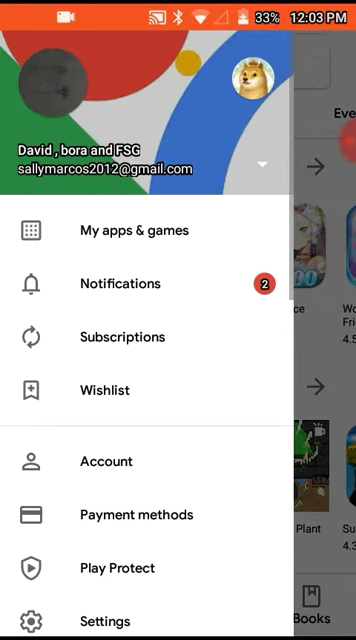 33% 12:03 PM
David , bora and FSG
sallymarcos2012@gmail.com
Eve
My apps & games
Notifications
2
ce
Wo
Frie
4.5
Subscriptions
Wishlist
Account
Payment methods
Plant
Su
4.3
Play Protect
Settings
Books